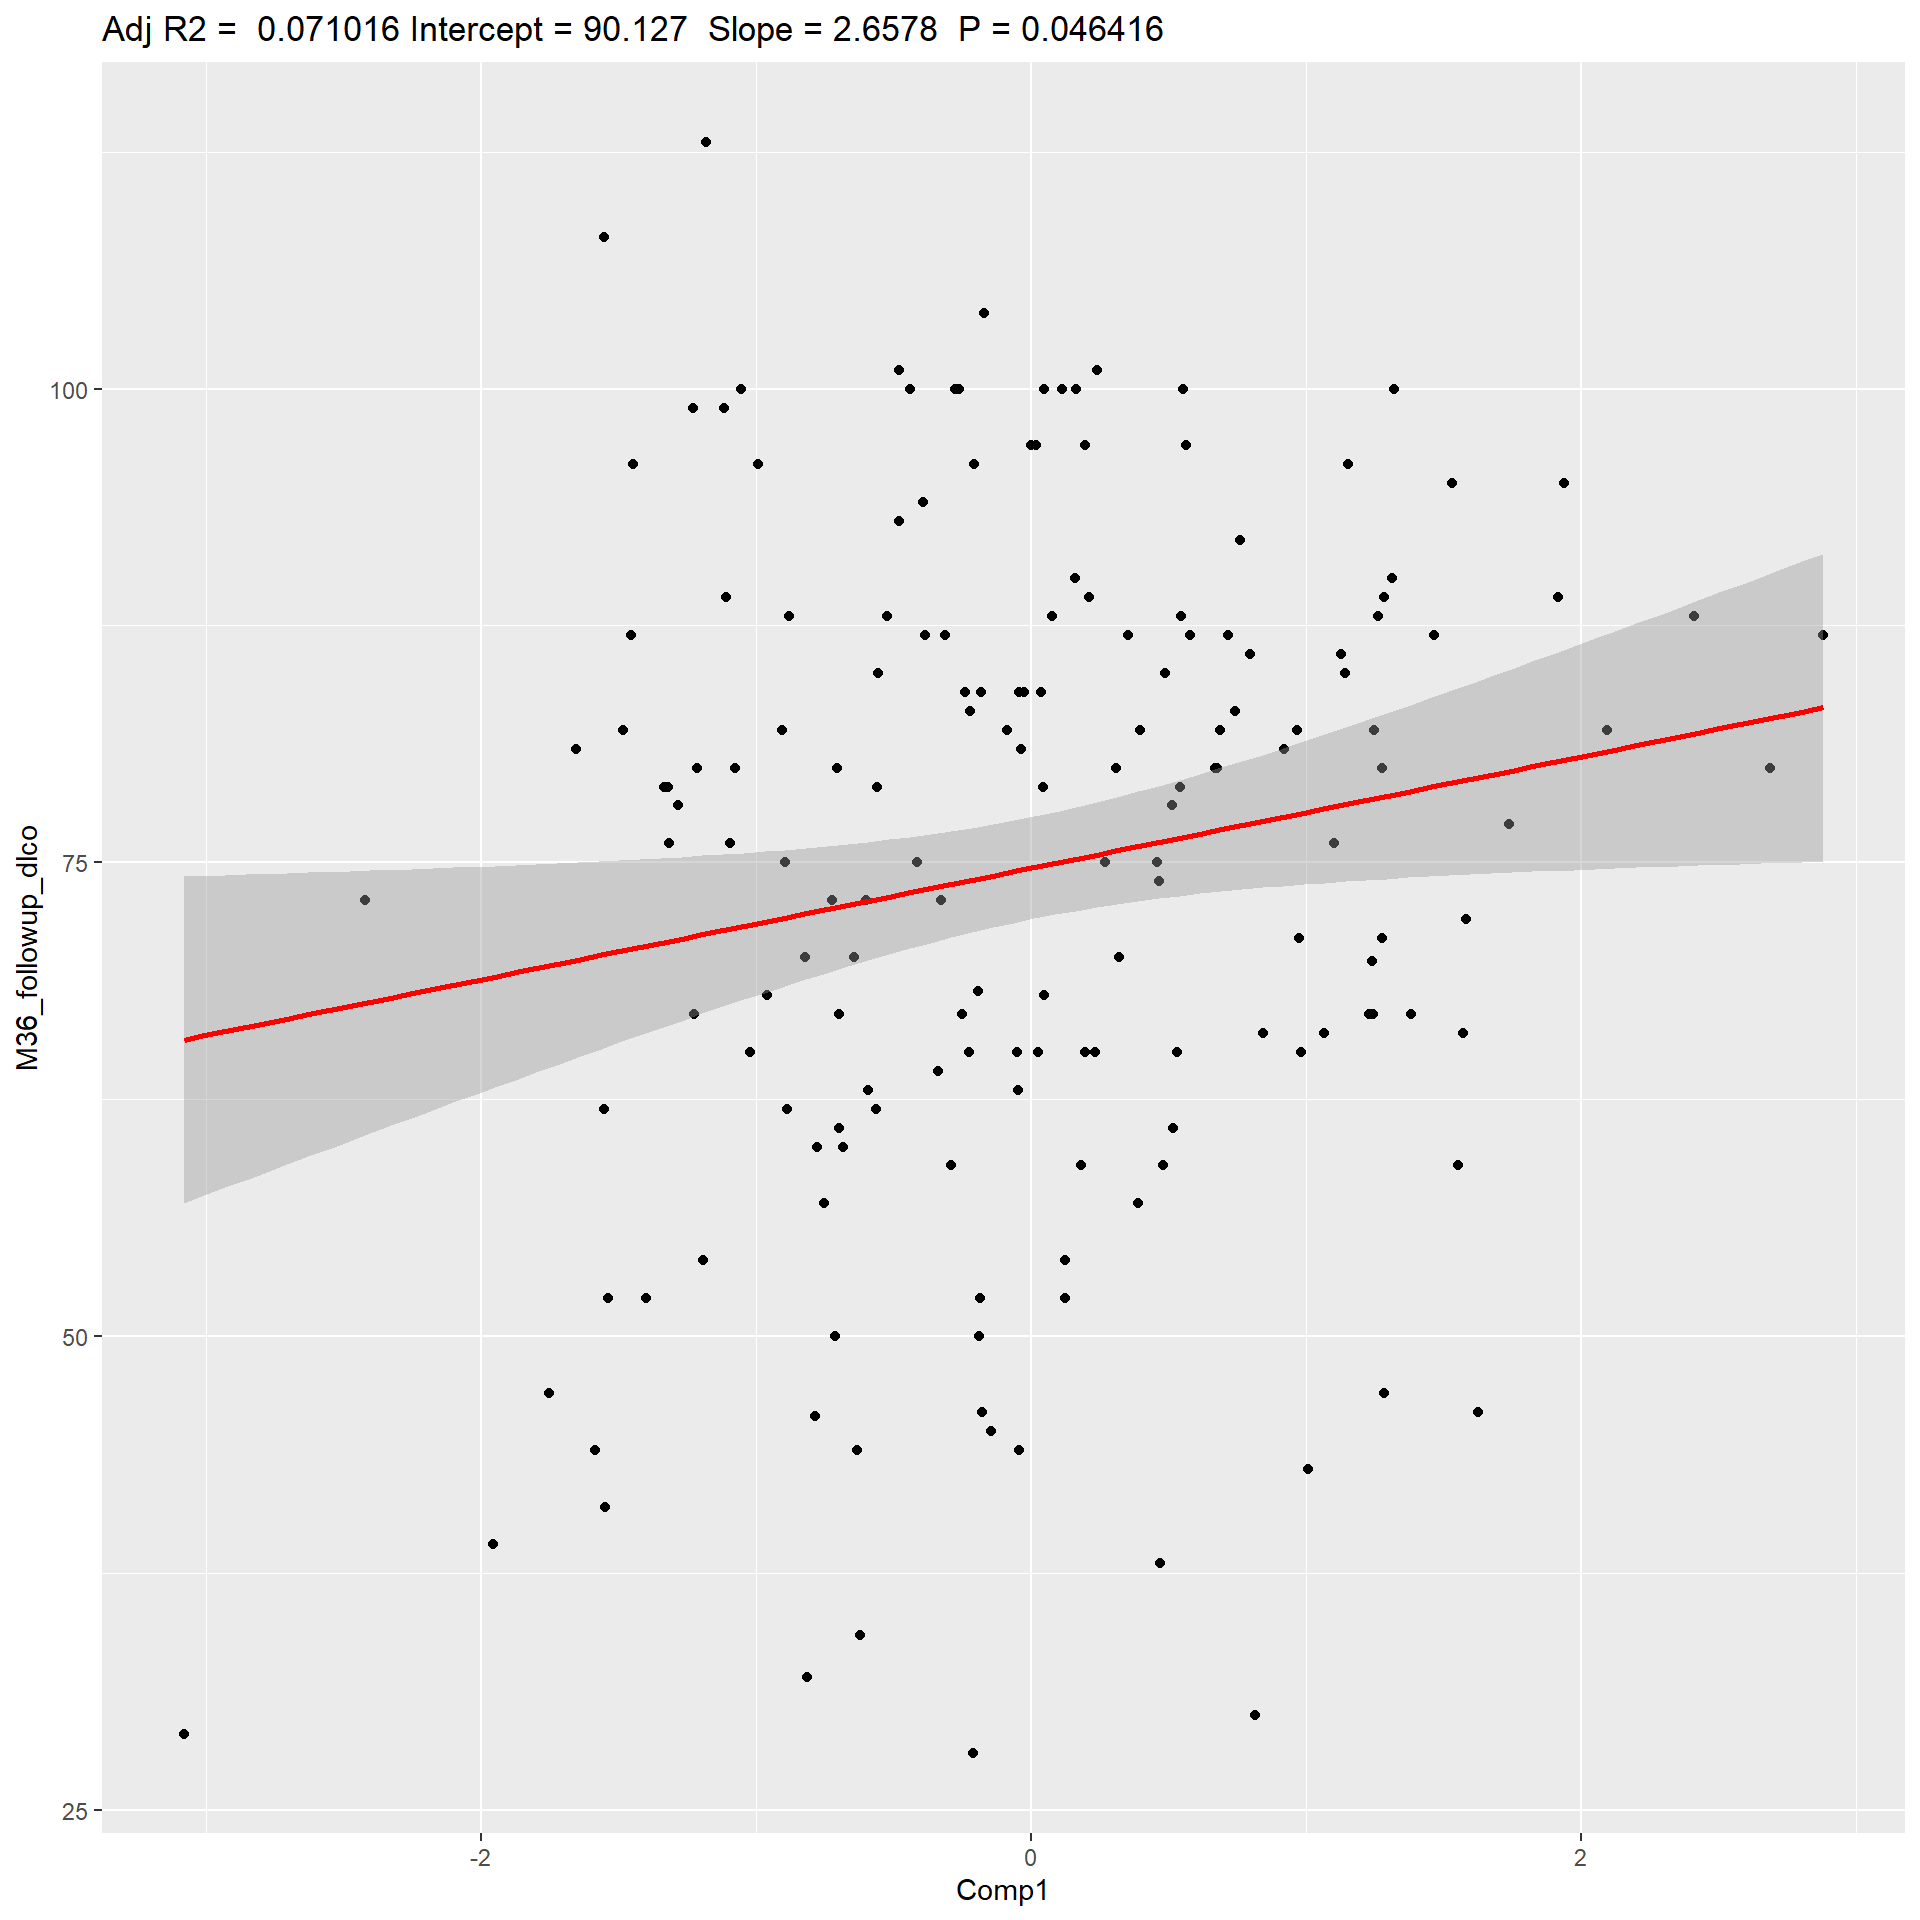 Adj R2 =  0.071016 Intercept = 90.127  Slope = 2.6578  P = 0.046416
100
75
50
25
M36_followup_dlco
-2
0
2
Comp1